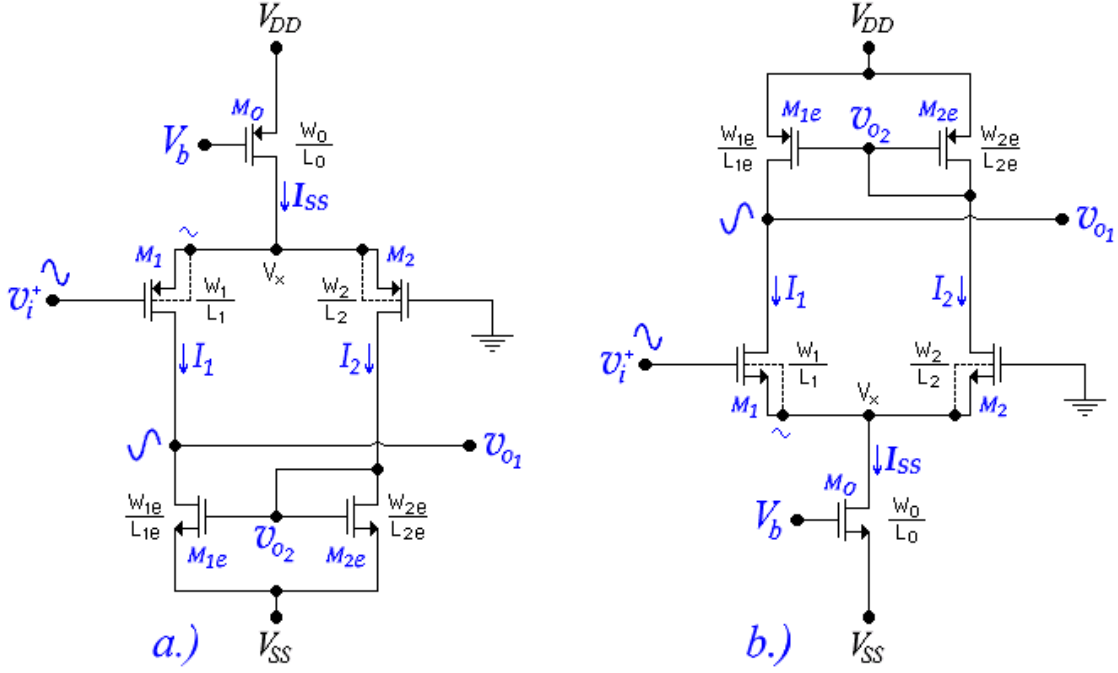 V_DD
M_0
W_0/L_0
V_b
I_SS
~
M_1
V_x
M_2
v_i^+
W_1/L_1
W_2/L_2
I_1
I_2
v_o1
W_1e/L_1e
W_2e/L_2e
M_1e
v_o2
M_2e
a.)
V_SS
V_DD
M_1e
v_o2
M_2e
W_1e/L_1e
W_2e/L_2e
v_o1
I_1
I_2
v_i^+
W_1/L_1
W_2/L_2
M_1
V_x
M_2
~
I_SS
M_0
V_b
W_0/L_0
b.)
V_SS